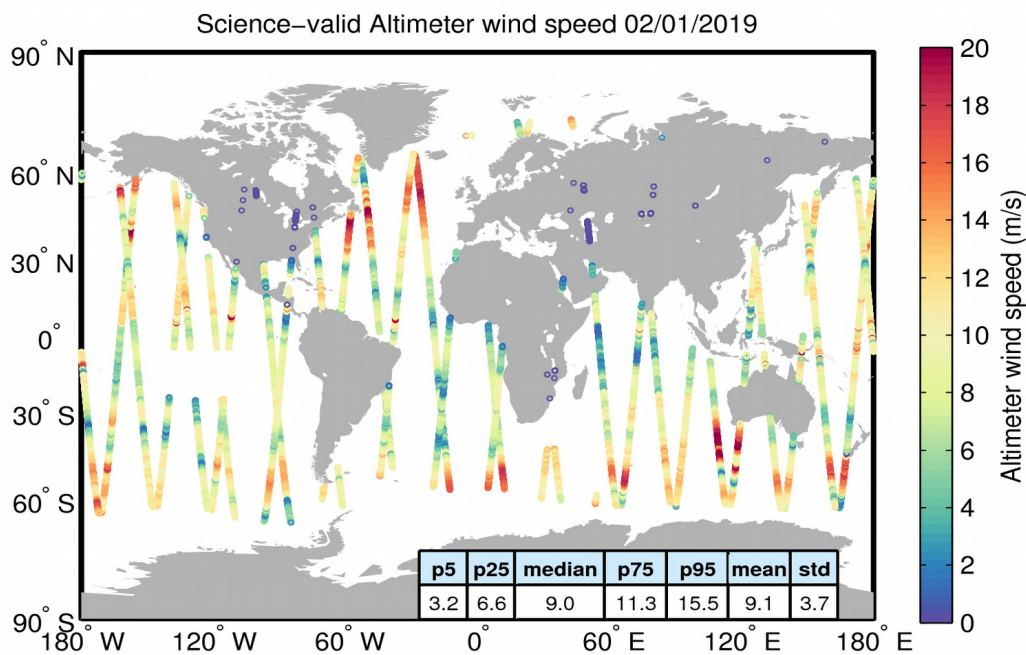 Science-valid Altimeter wind speed 02/01/2019
90° N
60° N
30° N
0°
30° S
60° S
90° S
180° W
120° W
60° W
0°
60° E
120° E
180° E
p5 p25 median p75 p95 mean std
3.2 6.6 9.0 11.3 15.5 9.1 3.7
20
18
16
14
12
10
8
6
4
2
0
Altimeter wind speed (m/s)